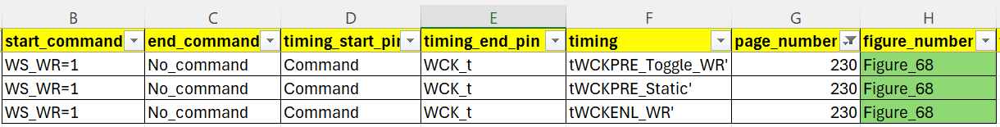 B C D E F G H
start_command end_command timing_start_pin timing_end_pin timing page_number figure_number
WS_WR=1 No_command Command WCK_t tWCKPRE_Toggle_WR' 230 Figure_68
WS_WR=1 No_command Command WCK_t tWCKPRE_Static' 230 Figure_68
WS_WR=1 No_command Command WCK_t tWCKENL_WR' 230 Figure_68